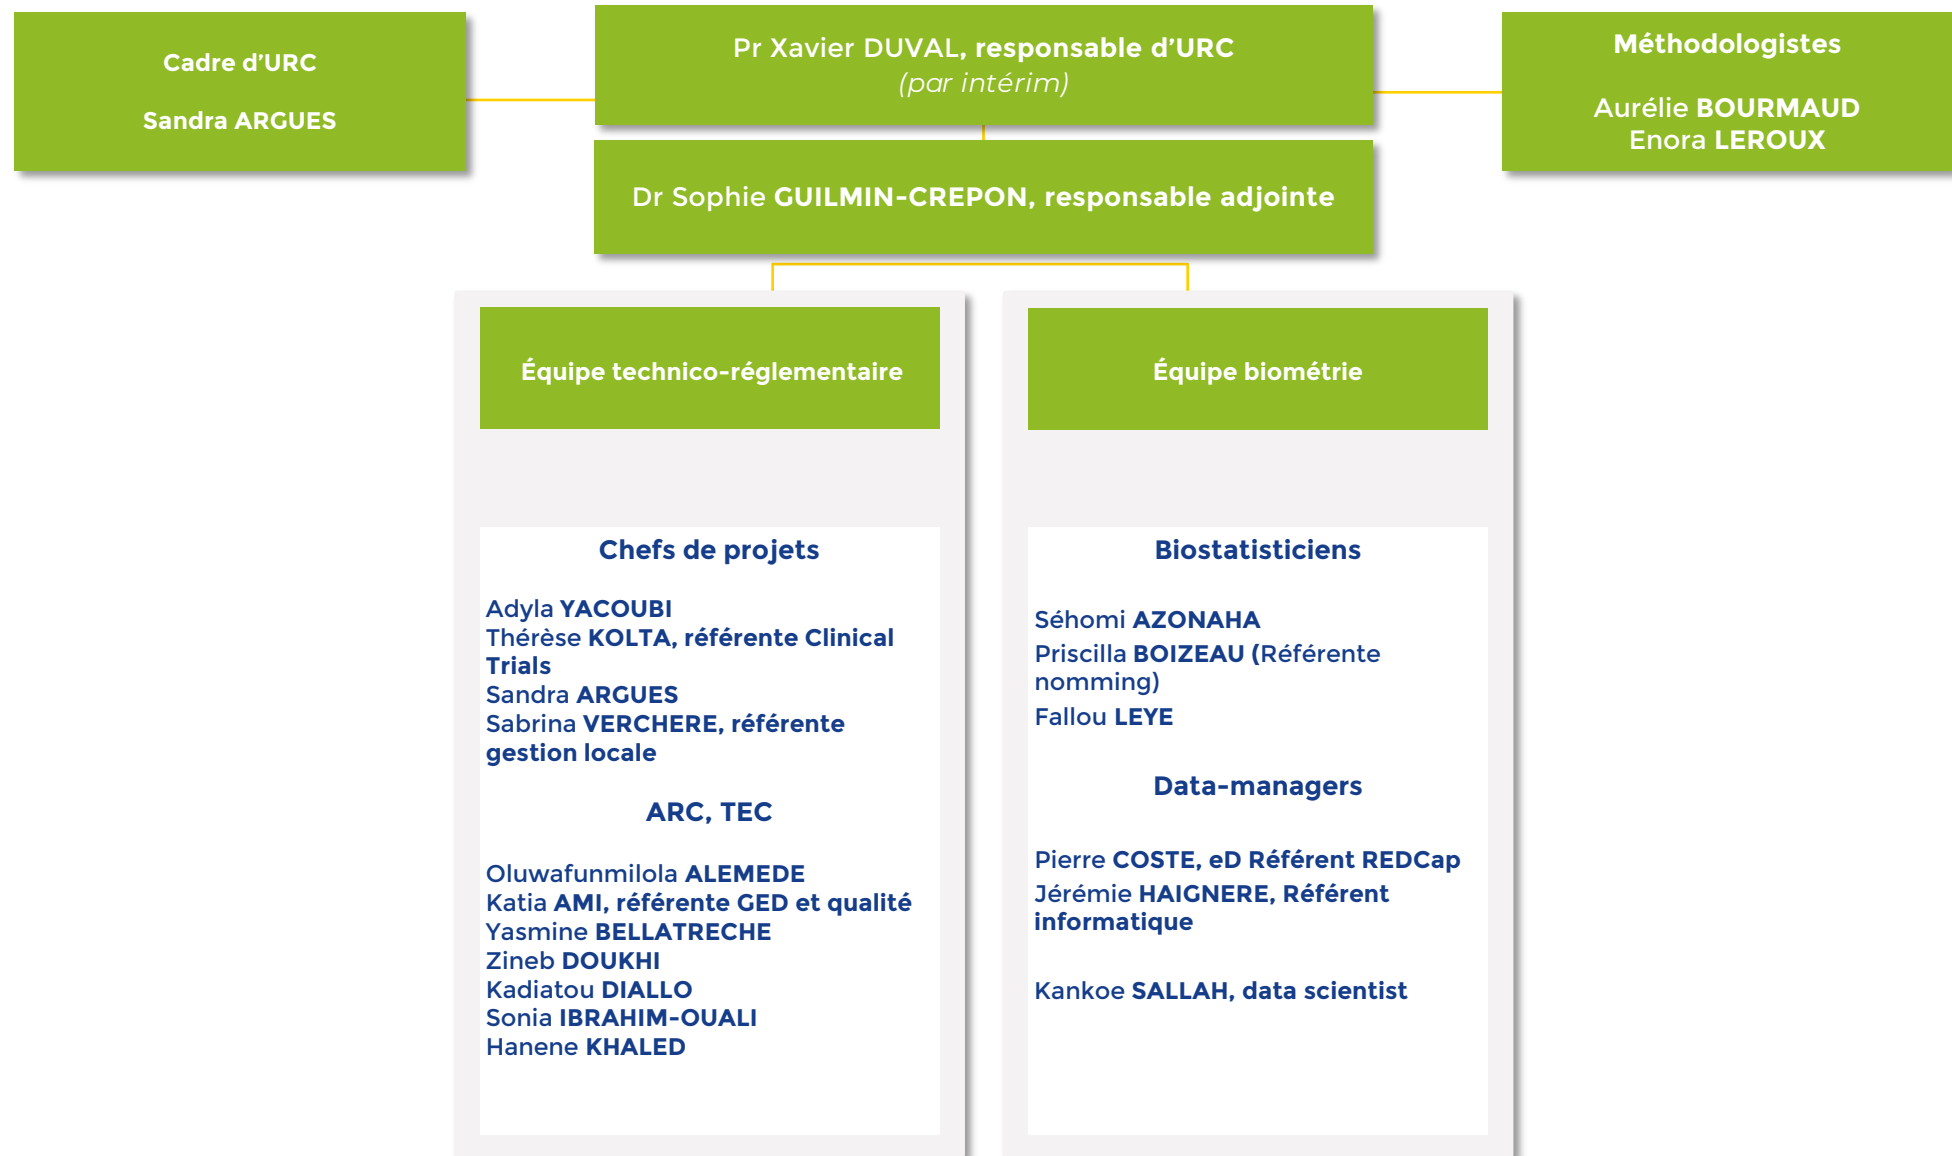 Cadre d'URC
Sandra ARGUES
Pr Xavier DUVAL, responsable d'URC
(par intérim)
Méthodologistes
Aurélie BOURMAUD
Enora LEROUX
Dr Sophie GUILMIN-CREPON, responsable adjointe
Équipe technico-réglementaire
Chefs de projets
Adyla YACOUBI
Thérèse KOLTA, référente Clinical
Trials
Sandra ARGUES
Sabrina VERCHERE, référente
gestion locale
ARC, TEC
Oluwafunmilola ALEMEDE
Katia AMI, référente GED et qualité
Yasmine BELLATRECHE
Zineb DOUKHI
Kadiatou DIALLO
Sonia IBRAHIM-OUALI
Hanene KHALED
Équipe biométrie
Biostatisticiens
Séhomi AZONAHA
Priscilla BOIZEAU (Référente
nomming)
Fallou LEYE
Data-managers
Pierre COSTE, eD Référent REDCap
Jérémie HAIGNERE, Référent
informatique
Kankoe SALLAH, data scientist